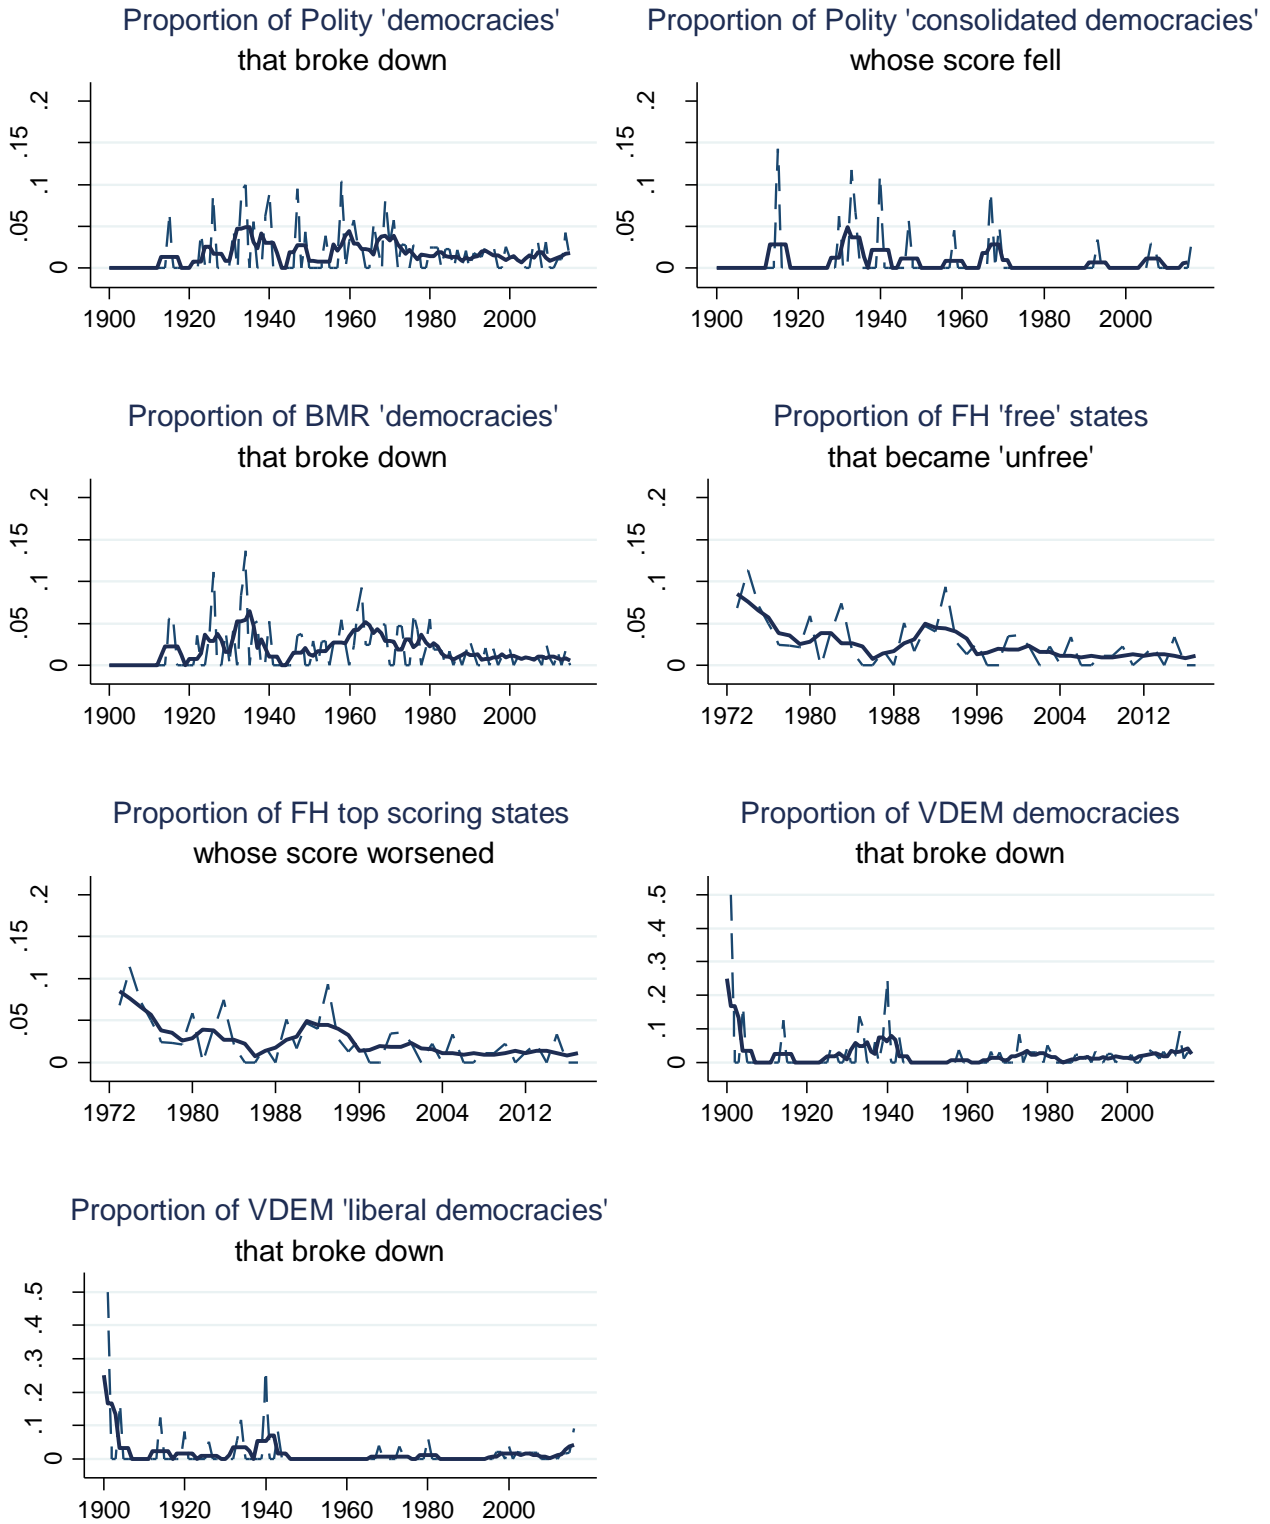 Proportion of Polity 'democracies'
that broke down
.2
.15
.1
.05
0
1900 1920 1940 1960 1980 2000
Proportion of Polity 'consolidated democracies'
whose score fell
.2
.15
.1
.05
0
1900 1920 1940 1960 1980 2000
Proportion of BMR 'democracies'
that broke down
.2
.15
.1
.05
0
1900 1920 1940 1960 1980 2000
Proportion of FH 'free' states
that became 'unfree'
.2
.15
.1
.05
0
1972 1980 1988 1996 2004 2012
Proportion of FH top scoring states
whose score worsened
.2
.15
.1
.05
0
1972 1980 1988 1996 2004 2012
Proportion of VDEM democracies
that broke down
.5
.4
.3
.2
.1
0
1900 1920 1940 1960 1980 2000
Proportion of VDEM 'liberal democracies'
that broke down
.5
.4
.3
.2
.1
0
1900 1920 1940 1960 1980 2000